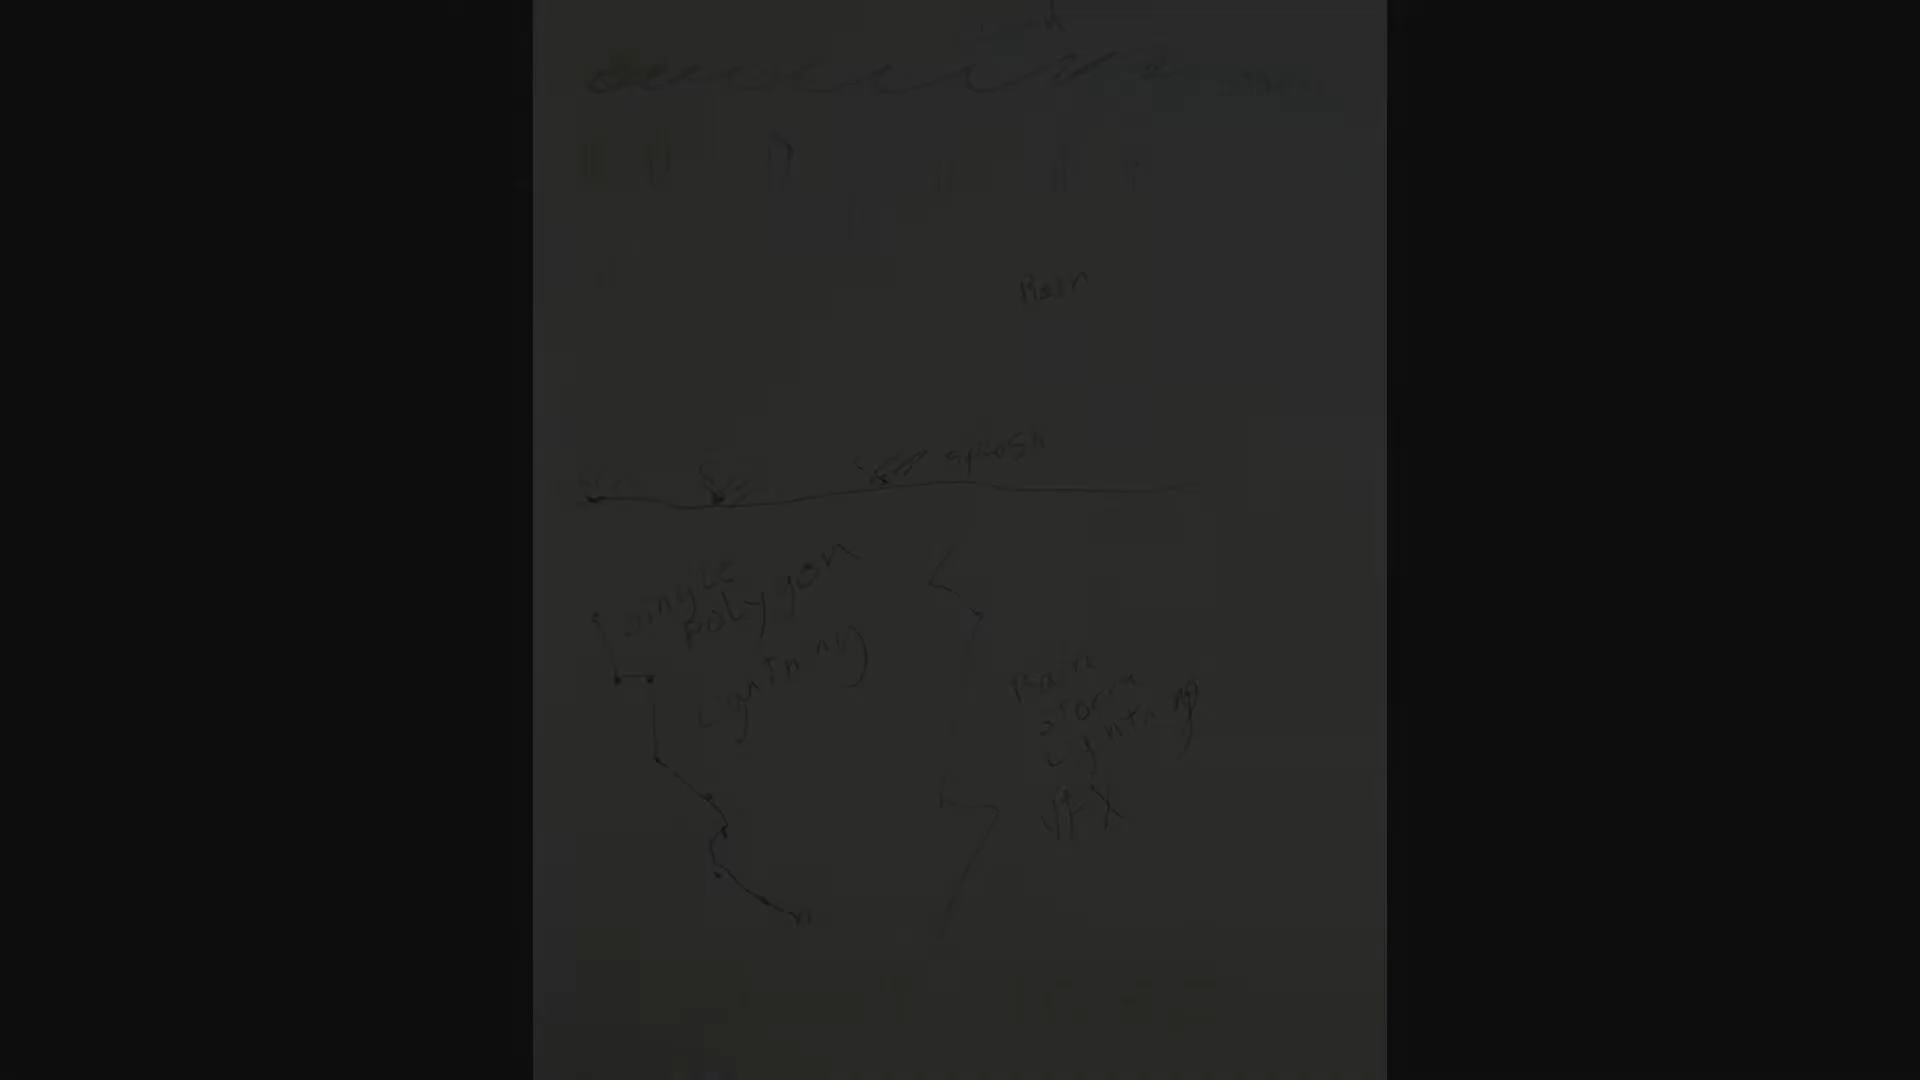 Rain
splash
single
polygon
Lightning
Rain
storm
Lightning
VFX